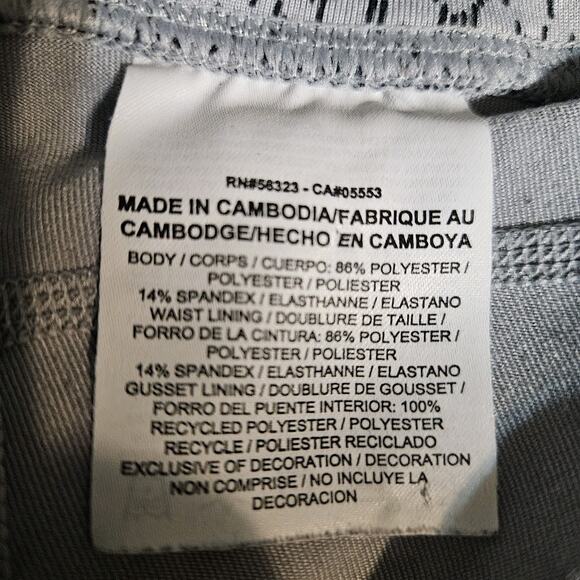 RN#56323 - CA#05553
MADE IN CAMBODIA/FABRIQUE AU
CAMBODGE/HECHO EN CAMBOYA
BODY / CORPS / CUERPO: 86% POLYESTER /
POLYESTER / POLIESTER
14% SPANDEX / ELASTHANNE / ELASTANO
WAIST LINING / DOUBLURE DE TAILLE /
FORRO DE LA CINTURA: 86% POLYESTER /
POLYESTER / POLIESTER
14% SPANDEX / ELASTHANNE / ELASTANO
GUSSET LINING / DOUBLURE DE GOUSSET /
FORRO DEL PUENTE INTERIOR: 100%
RECYCLED POLYESTER / POLYESTER
RECYCLE / POLIESTER RECICLADO
EXCLUSIVE OF DECORATION / DECORATION
NON COMPRISE / NO INCLUYE LA
DECORACION